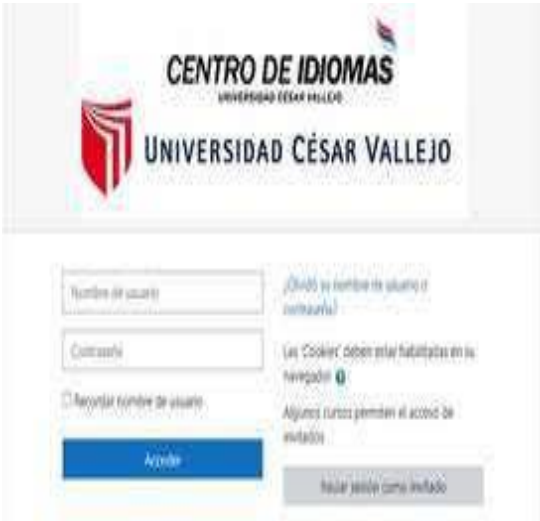 CENTRO DE IDIOMAS
UNIVERSIDAD CÉSAR VALLEJO
UNIVERSIDAD CÉSAR VALLEJO
Nombre de usuario
Contraseña
Recordar nombre de usuario
Acceder
¿Olvidó su nombre de usuario o
contraseña?
Las 'Cookies' deben estar habilitadas en su
navegador
Algunos cursos permiten el acceso de
invitados
Iniciar sesión como invitado